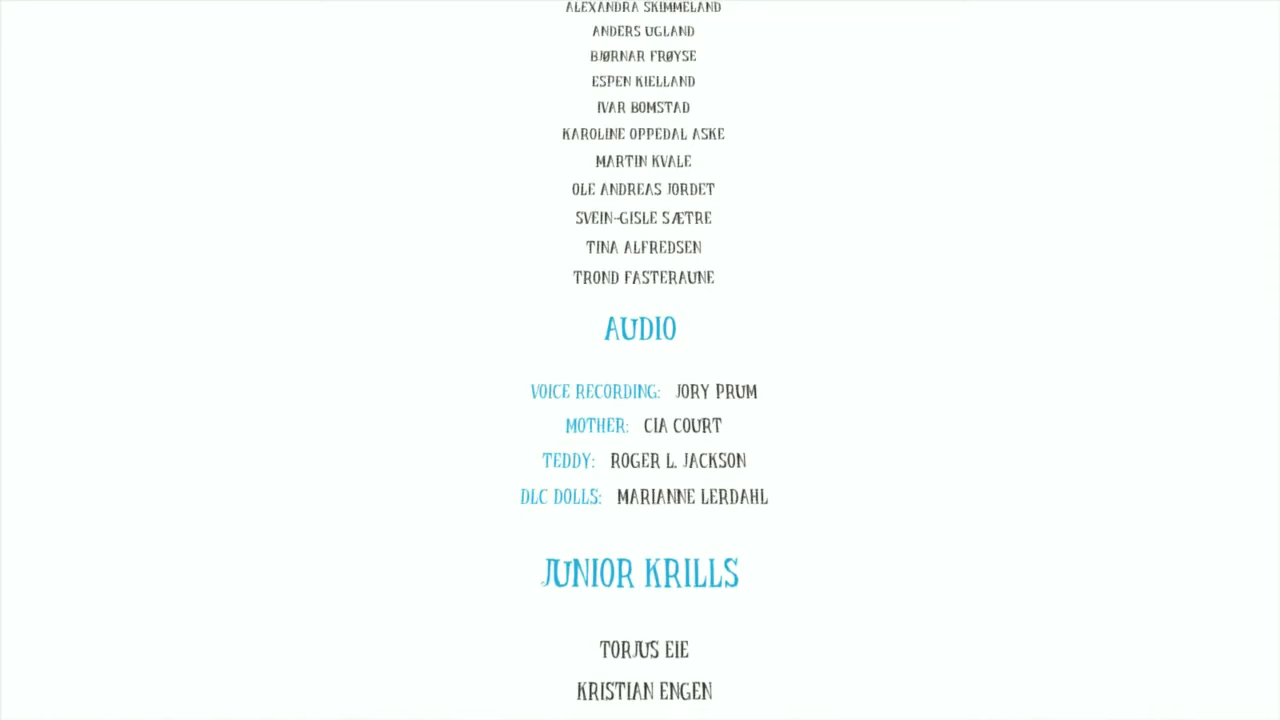 ALEXANDRA SKIMMELAND
ANDERS UGLAND
BJØRNAR FRØYSE
ESPEN KIELLAND
IVAR BOMSTAD
KAROLINE OPPEDAL ASKE
MARTIN KVALE
OLE ANDREAS JORDET
SVEIN-GISLE SÆTRE
TINA ALFREDSEN
TROND FASTERAUNE
AUDIO
VOICE RECORDING: JORY PRUM
MOTHER: CIA COURT
TEDDY: ROGER L. JACKSON
DLC DOLLS: MARIANNE LERDAHL
JUNIOR KRILLS
TORJUS EIE
KRISTIAN ENGEN